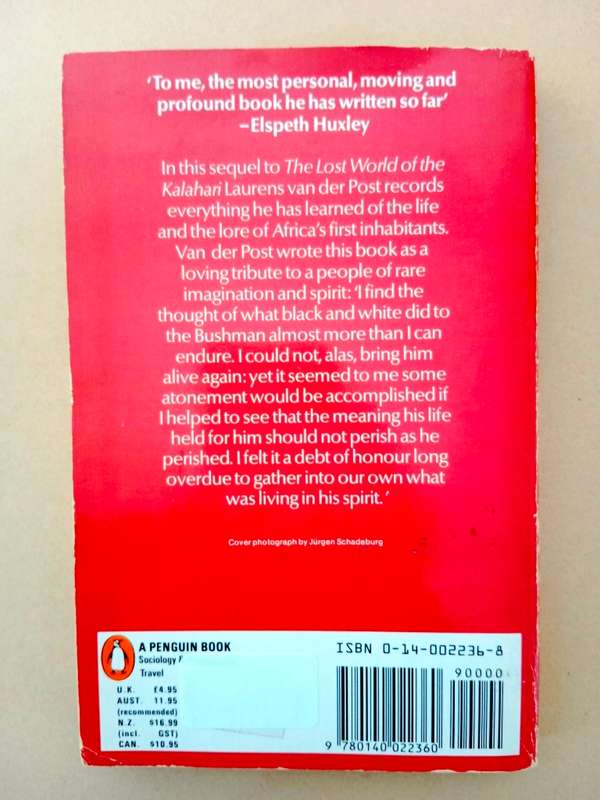 ‘To me, the most personal, moving and
profound book he has written so far’
–Elspeth Huxley
In this sequel to The Lost World of the
Kalahari Laurens van der Post records
everything he has learned of the life
and the lore of Africa's first inhabitants.
Van der Post wrote this book as a
loving tribute to a people of rare
imagination and spirit: ‘I find the
thought of what black and white did to
the Bushman almost more than I can
endure. I could not, alas, bring him
alive again: yet it seemed to me some
atonement would be accomplished if
I helped to see that the meaning his life
held for him should not perish as he
perished. I felt it a debt of honour long
overdue to gather into our own what
was living in his spirit.’
Cover photograph by Jürgen Schadeburg
A PENGUIN BOOK
Sociology
Travel
U.K. £4.95
AUST. 11.95
(recommended)
N.Z. $16.99
(incl. GST)
CAN. $10.95
ISBN 0-14-002236-8
90000
9 780140 022360